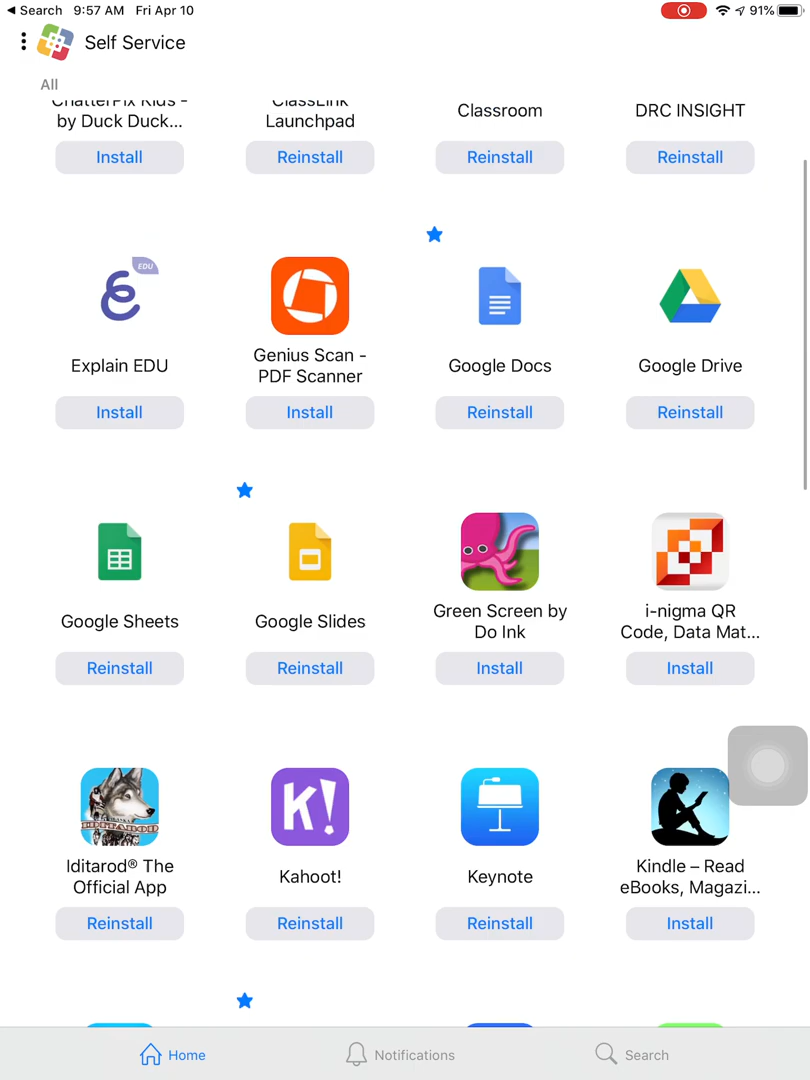 Search 9:57 AM Fri Apr 10 91%
Self Service
All
ChatterPix Kids - ClassLink
by Duck Duck... Launchpad Classroom DRC INSIGHT
Install Reinstall Reinstall Reinstall
EDU
Explain EDU Genius Scan - PDF Scanner Google Docs Google Drive
Install Install Reinstall Reinstall
Google Sheets Google Slides Green Screen by Do Ink i-nigma QR Code, Data Mat...
Reinstall Reinstall Install Install
IDITAROD K!
Iditarod® The Official App Kahoot! Keynote Kindle – Read eBooks, Magazi...
Reinstall Reinstall Reinstall Install
Home Notifications Search